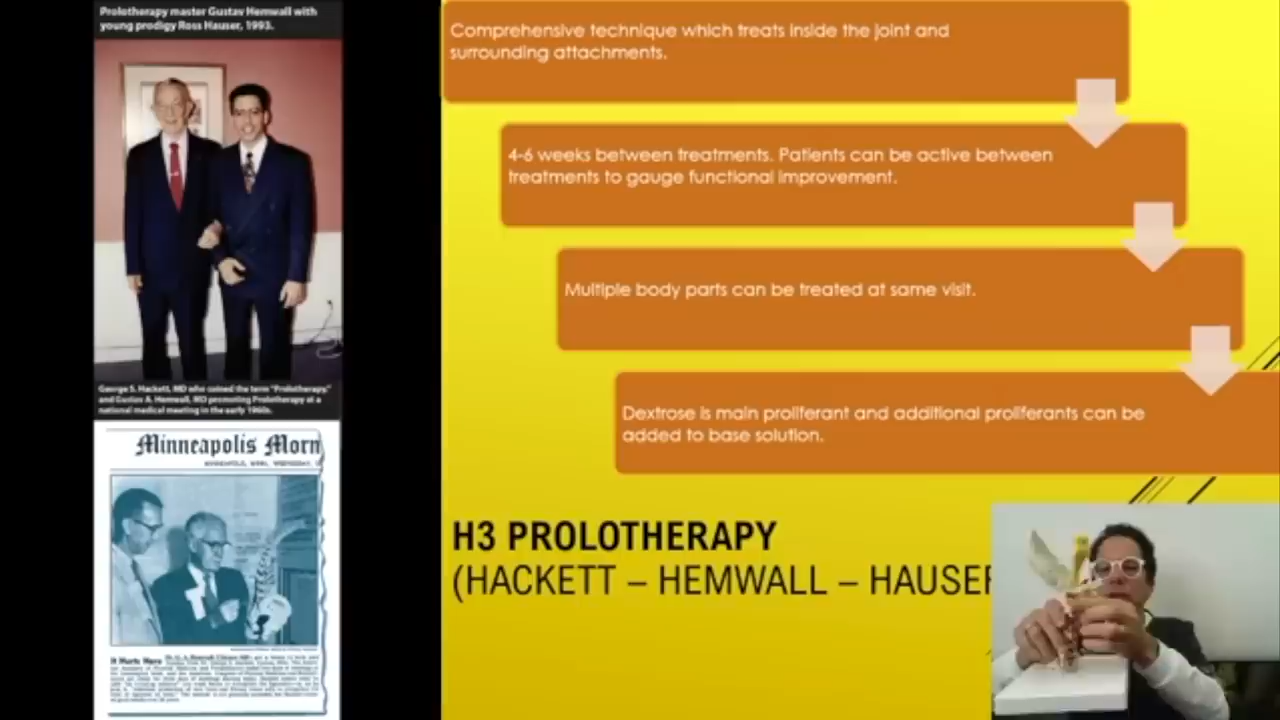 Prolotherapy master Gustav Hemwall with
young prodigy Ross Hauser, 1993.
George S. Hackett, MD who coined the term "Prolotherapy,"
and Gustav A. Hemwall, MD promoting Prolotherapy at a
national medical meeting in the early 1960s.
Minneapolis Morn
It Hurts Here
Comprehensive technique which treats inside the joint and
surrounding attachments.
4-6 weeks between treatments. Patients can be active between
treatments to gauge functional improvement.
Multiple body parts can be treated at same visit.
Dextrose is main proliferant and additional proliferants can be
added to base solution.
H3 PROLOTHERAPY
(HACKETT – HEMWALL – HAUSER